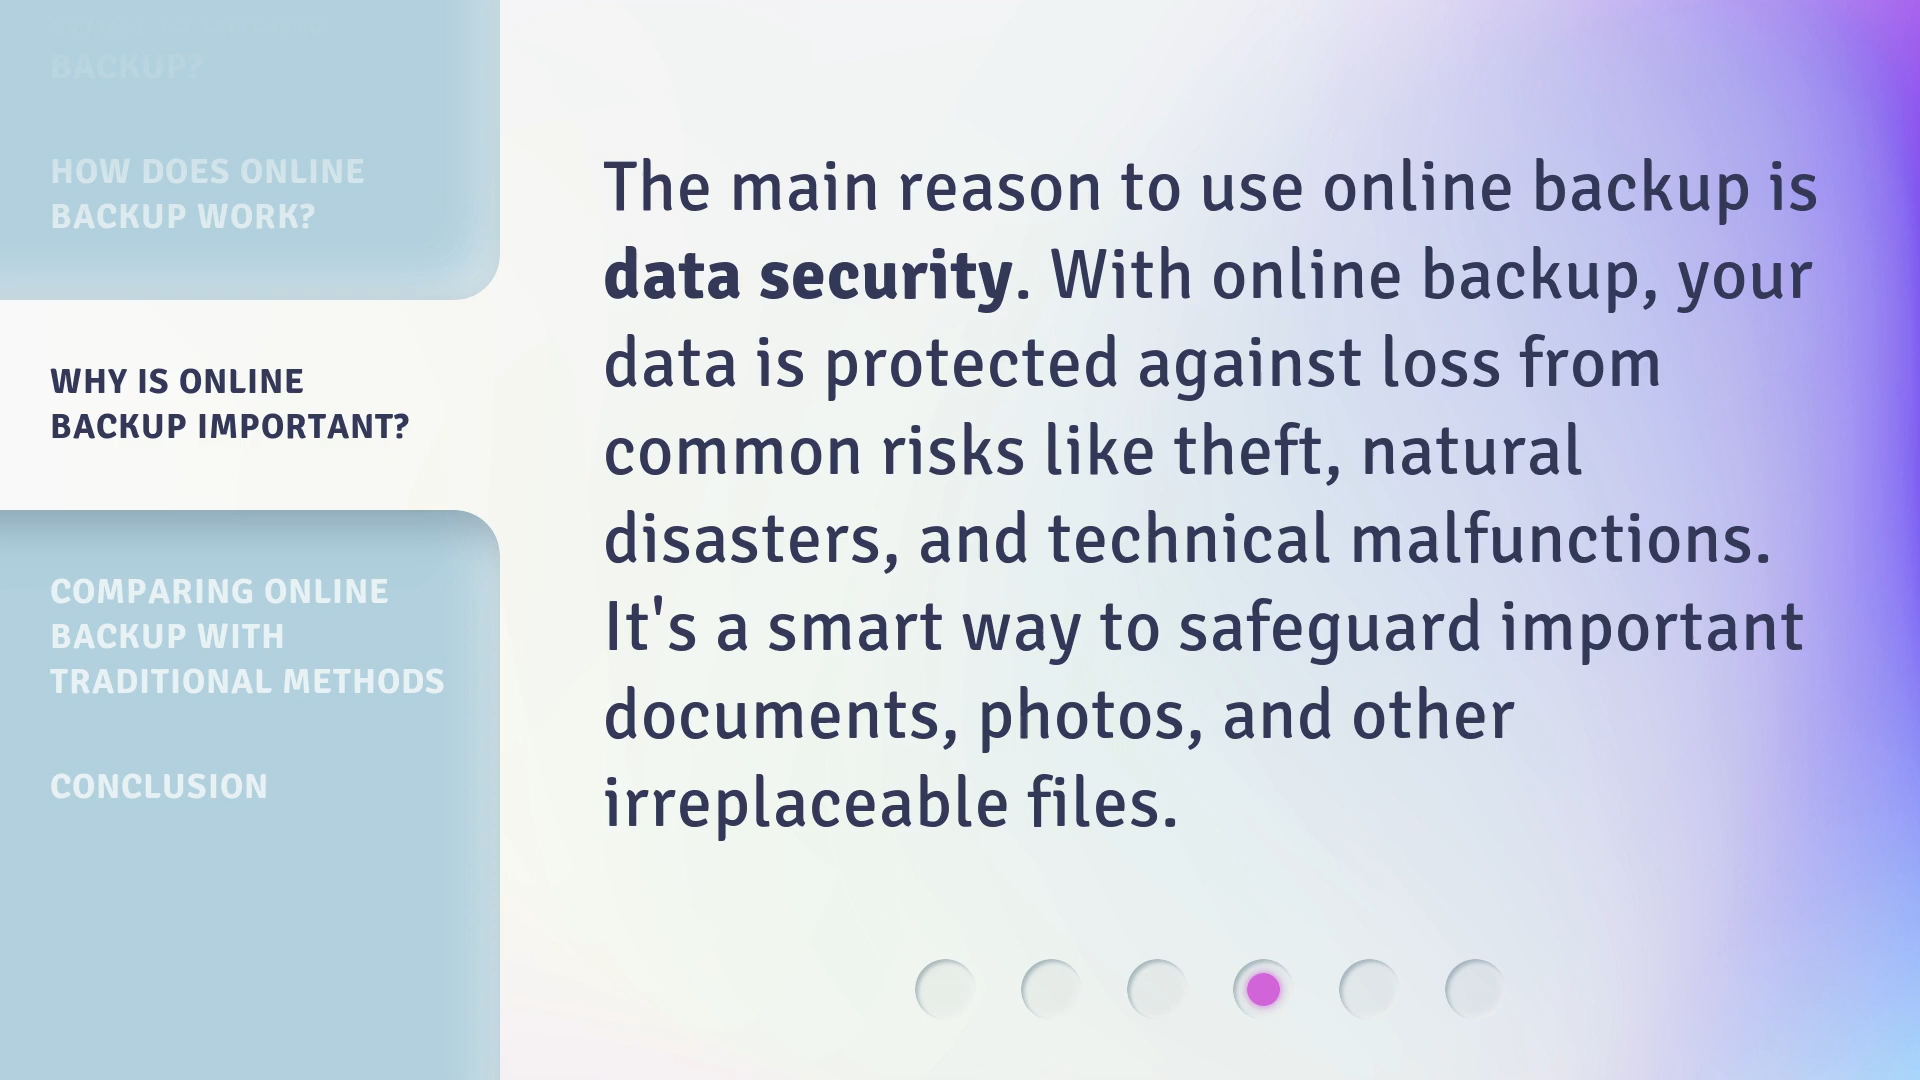 BACKUP?
HOW DOES ONLINE
BACKUP WORK?
WHY IS ONLINE
BACKUP IMPORTANT?
COMPARING ONLINE
BACKUP WITH
TRADITIONAL METHODS
CONCLUSION
The main reason to use online backup is
data security. With online backup, your
data is protected against loss from
common risks like theft, natural
disasters, and technical malfunctions.
It's a smart way to safeguard important
documents, photos, and other
irreplaceable files.